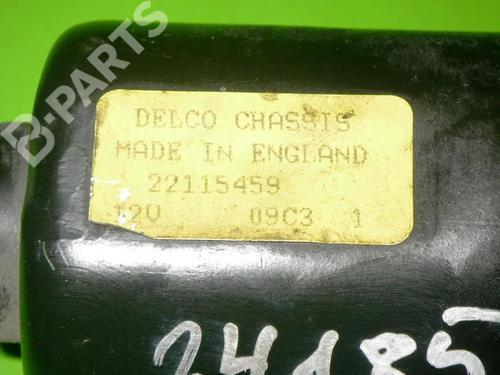 B-PARTS
DELCO CHASSIS
MADE IN ENGLAND
22115459
12V 09C3 1
24185